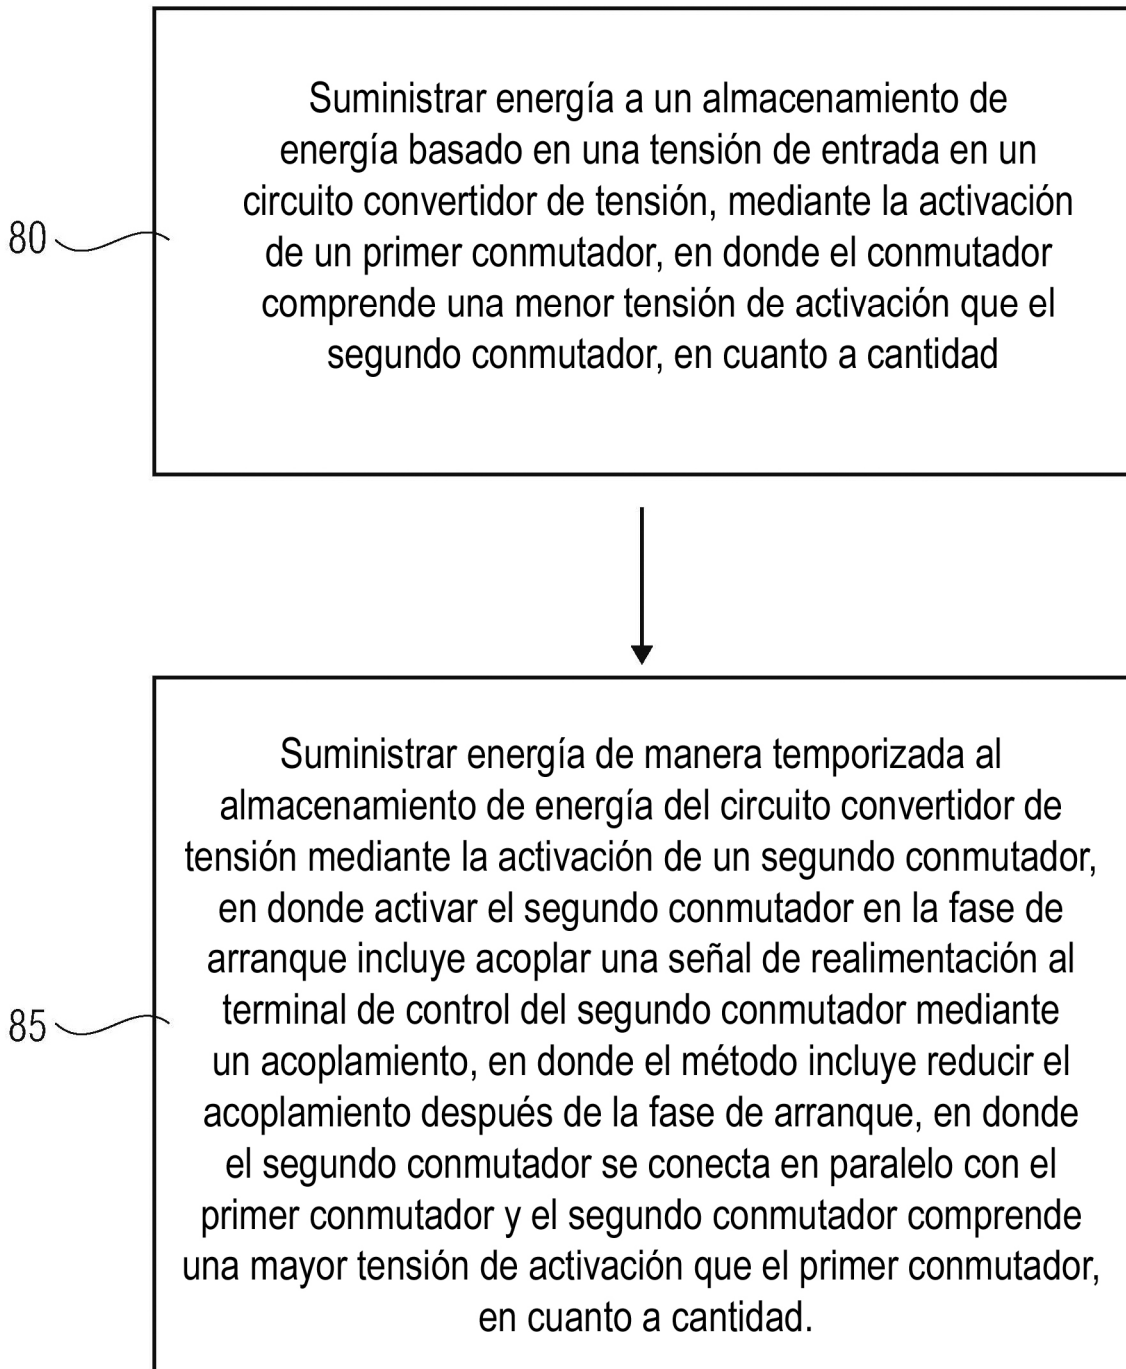 Suministrar energía a un almacenamiento de
energía basado en una tensión de entrada en un
circuito convertidor de tensión, mediante la activación
80
de un primer conmutador, en donde el conmutador
comprende una menor tensión de activación que el
segundo conmutador, en cuanto a cantidad
Suministrar energía de manera temporizada al
almacenamiento de energía del circuito convertidor de
tensión mediante la activación de un segundo conmutador,
en donde activar el segundo conmutador en la fase de
arranque incluye acoplar una señal de realimentación al
85
terminal de control del segundo conmutador mediante
un acoplamiento, en donde el método incluye reducir el
acoplamiento después de la fase de arranque, en donde
el segundo conmutador se conecta en paralelo con el
primer conmutador y el segundo conmutador comprende
una mayor tensión de activación que el primer conmutador,
en cuanto a cantidad.